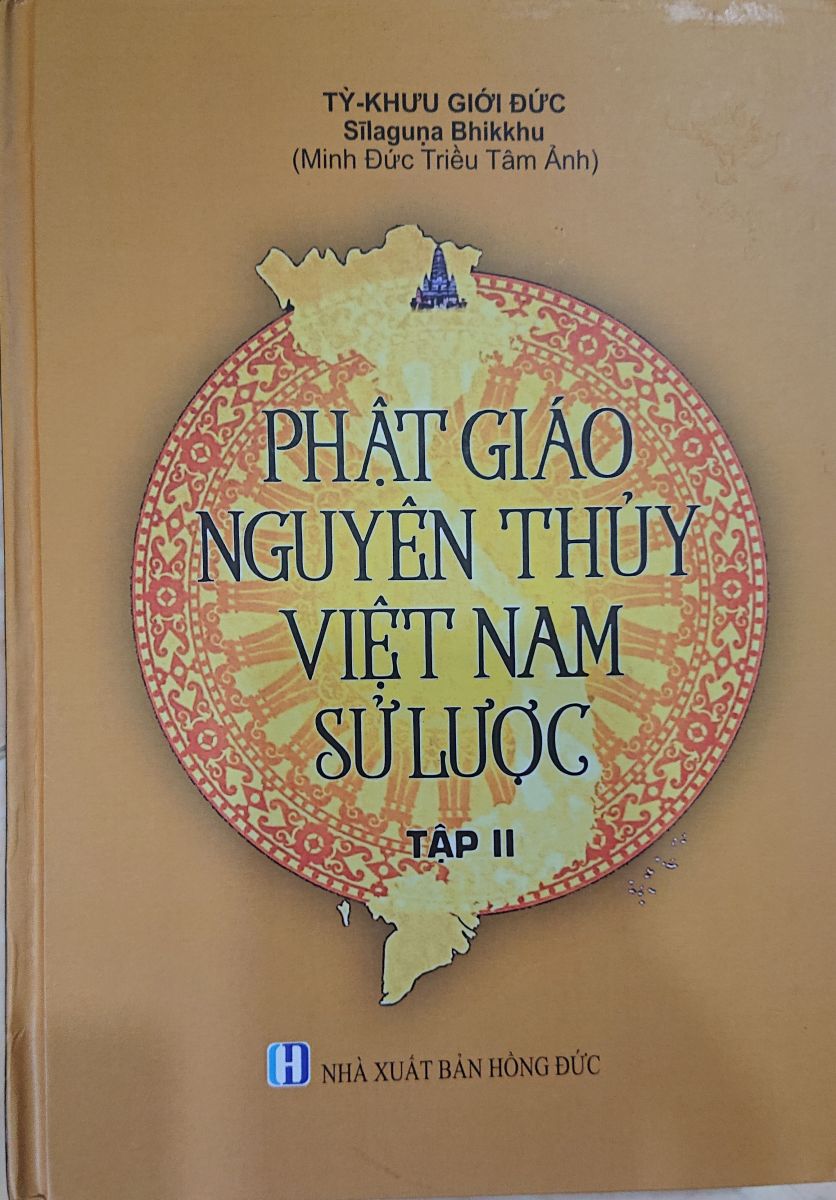 TỲ-KHƯU GIỚI ĐỨC
Sīlaguṇa Bhikkhu
(Minh Đức Triều Tâm Ảnh)
PHẬT GIÁO
NGUYÊN THỦY
VIỆT NAM
SỬ LƯỢC
TẬP II
NHÀ XUẤT BẢN HỒNG ĐỨC